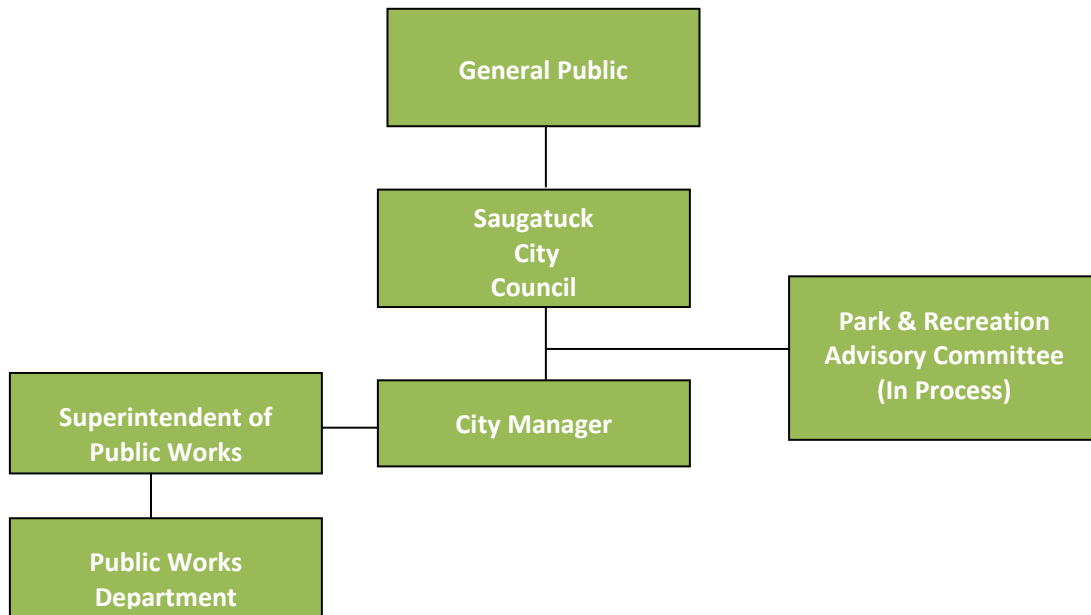 General Public
Saugatuck
City
Council
Park & Recreation
Advisory Committee
(In Process)
Superintendent of
Public Works
City Manager
Public Works
Department